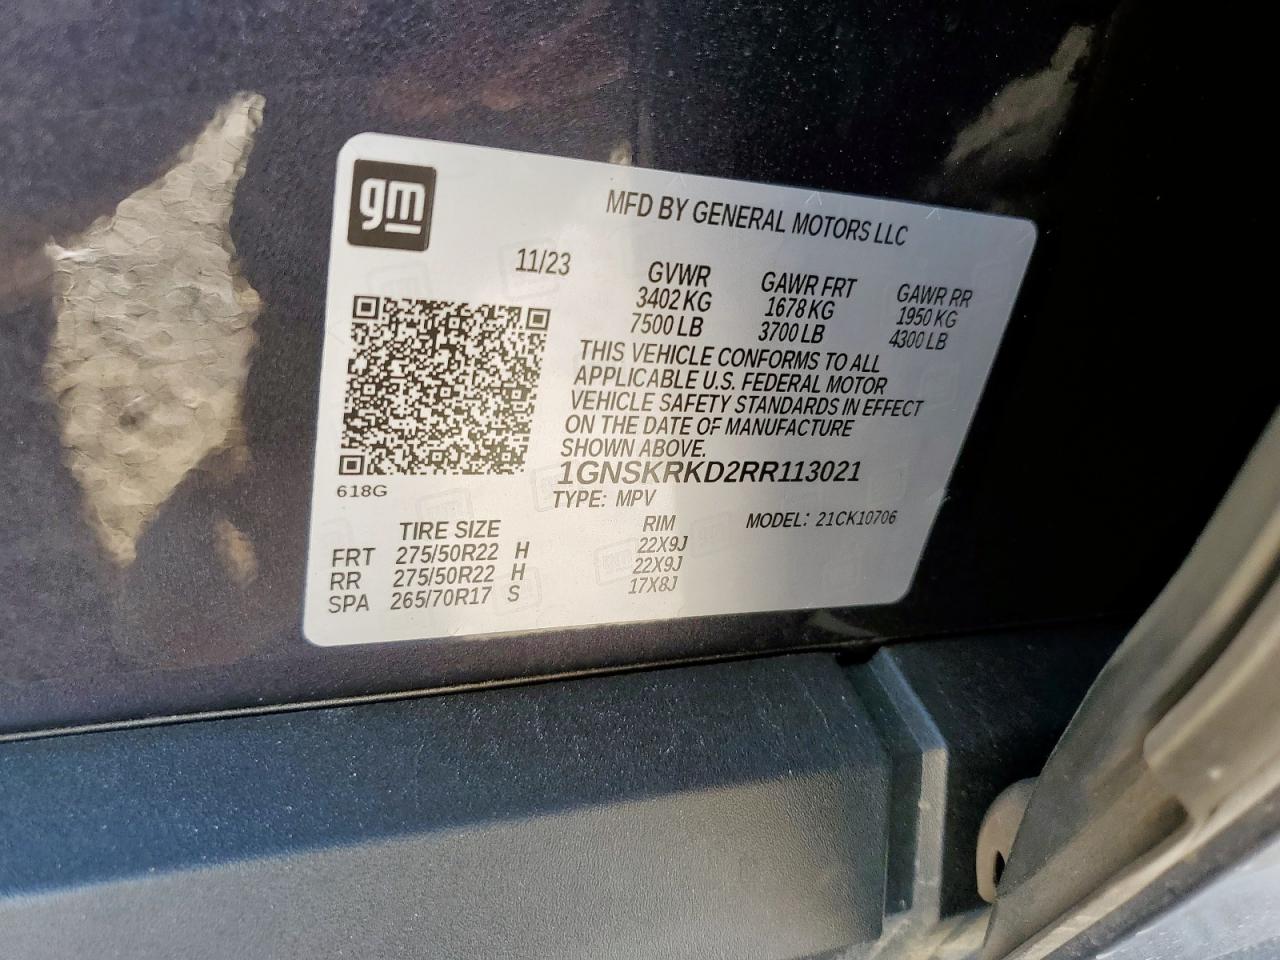 gm
MFD BY GENERAL MOTORS LLC
11/23
GVWR GAWR FRT GAWR RR
3402 KG 1678 KG 1950 KG
7500 LB 3700 LB 4300 LB
THIS VEHICLE CONFORMS TO ALL
APPLICABLE U.S. FEDERAL MOTOR
VEHICLE SAFETY STANDARDS IN EFFECT
ON THE DATE OF MANUFACTURE
SHOWN ABOVE.
1GNSKRKD2RR113021
618G
TYPE: MPV
MODEL: 21CK10706
TIRE SIZE RIM
FRT 275/50R22 H 22X9J
RR 275/50R22 H 22X9J
SPA 265/70R17 S 17X8J